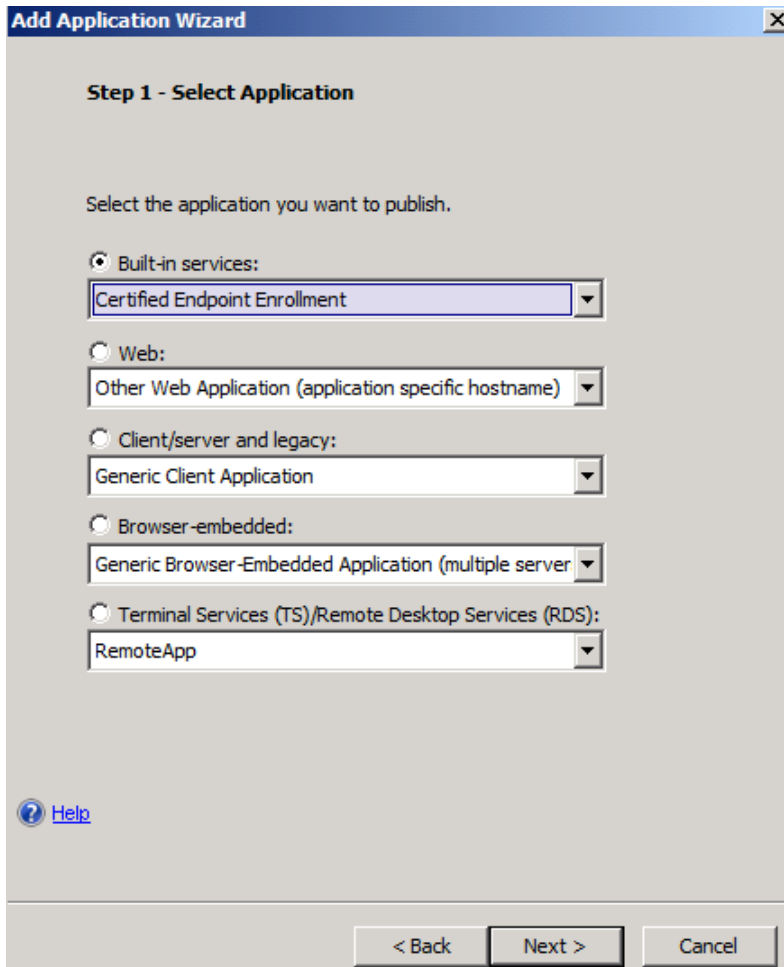 Add Application Wizard
Step 1 - Select Application
Select the application you want to publish.
Built-in services:
Certified Endpoint Enrollment
Web:
Other Web Application (application specific hostname)
Client/server and legacy:
Generic Client Application
Browser-embedded:
Generic Browser-Embedded Application (multiple server
Terminal Services (TS)/Remote Desktop Services (RDS):
RemoteApp
Help
< Back Next > Cancel